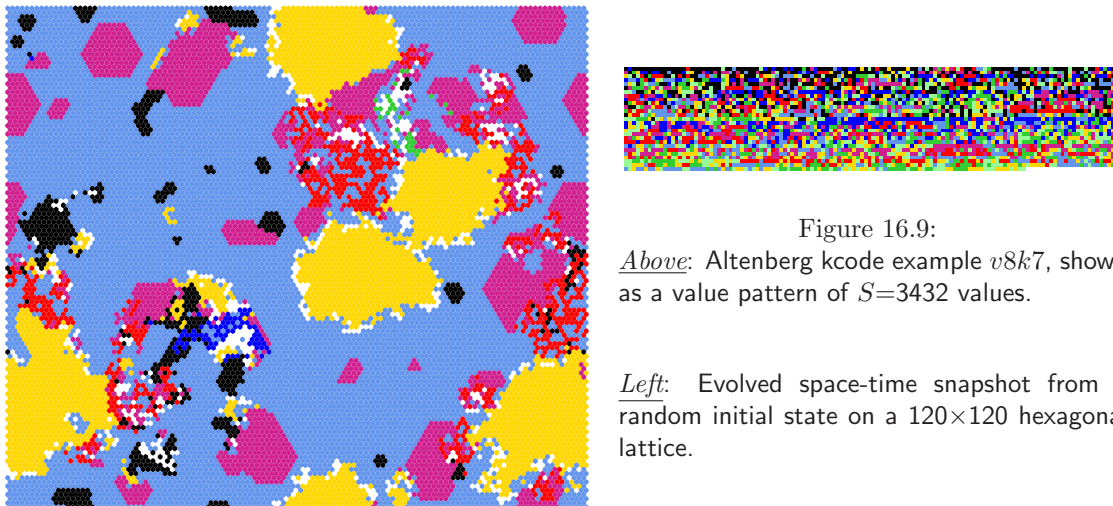 Figure 16.9:
Above: Altenberg kcode example v8k7, show
as a value pattern of S=3432 values.
Left: Evolved space-time snapshot from
random initial state on a 120×120 hexagona
lattice.